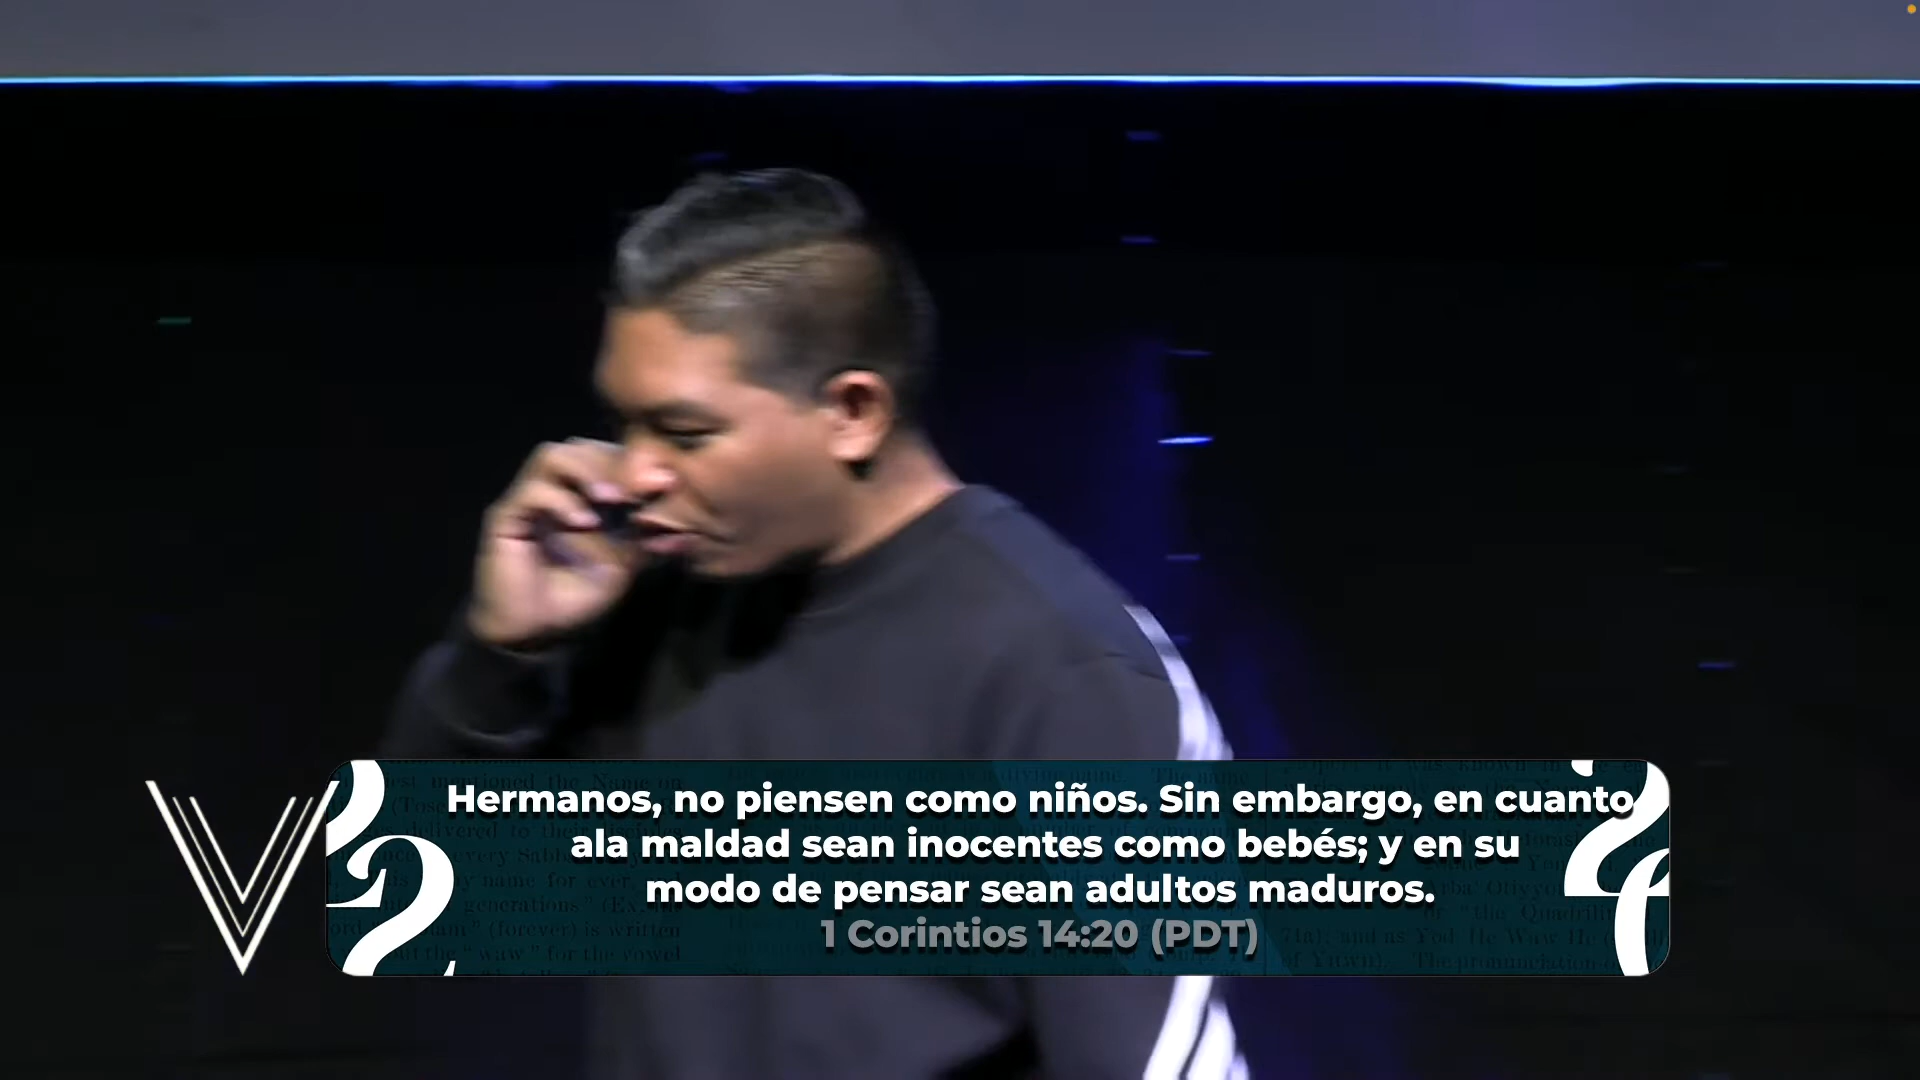 Hermanos, no piensen como niños. Sin embargo, en cuanto
ala maldad sean inocentes como bebés; y en su
modo de pensar sean adultos maduros.
1 Corintios 14:20 (PDT)